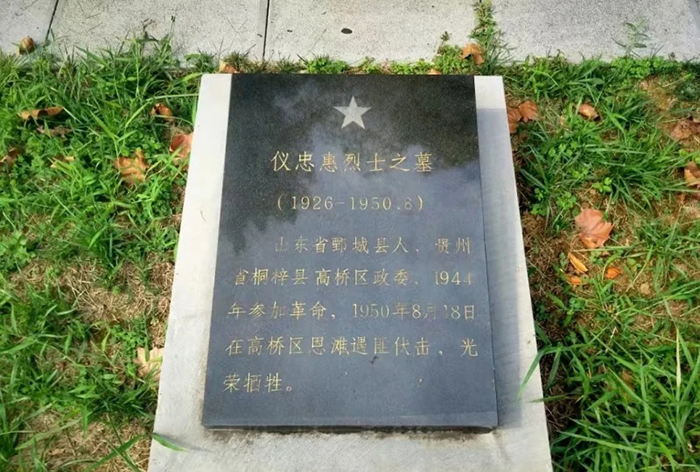 仪忠惠烈士之墓
(1926-1950.8)
山东省鄄城县人、贵州
省桐梓县高桥区政委,1944
年参加革命,1950年8月18日
在高桥区恩滩遇匪伏击、光
荣牺牲。